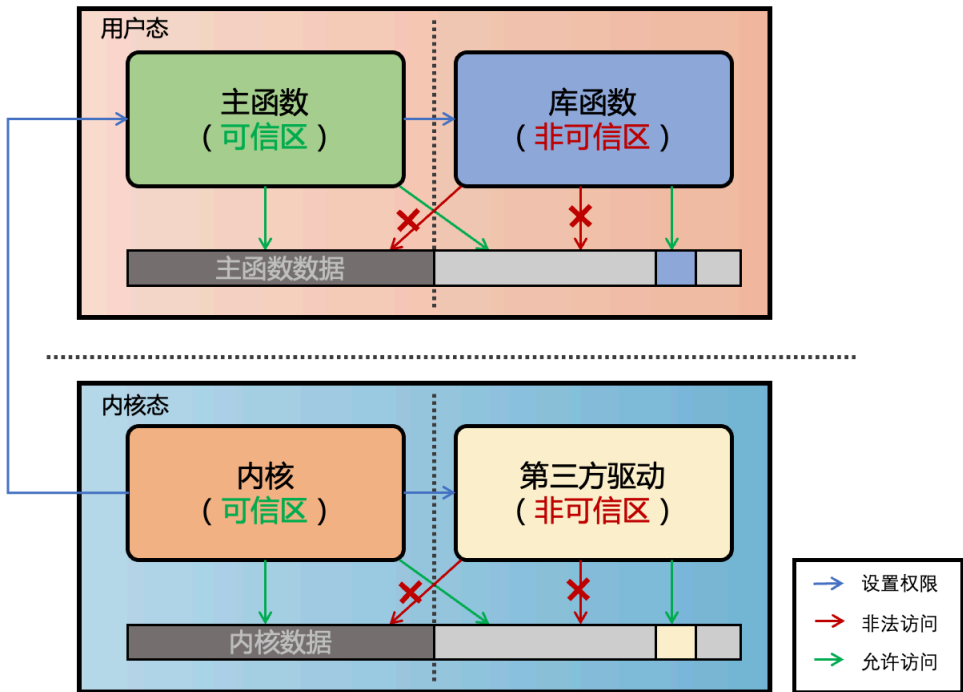 用户态
主函数
（可信区）
库函数
（非可信区）
主函数数据
内核态
内核
（可信区）
第三方驱动
（非可信区）
内核数据
设置权限
非法访问
允许访问